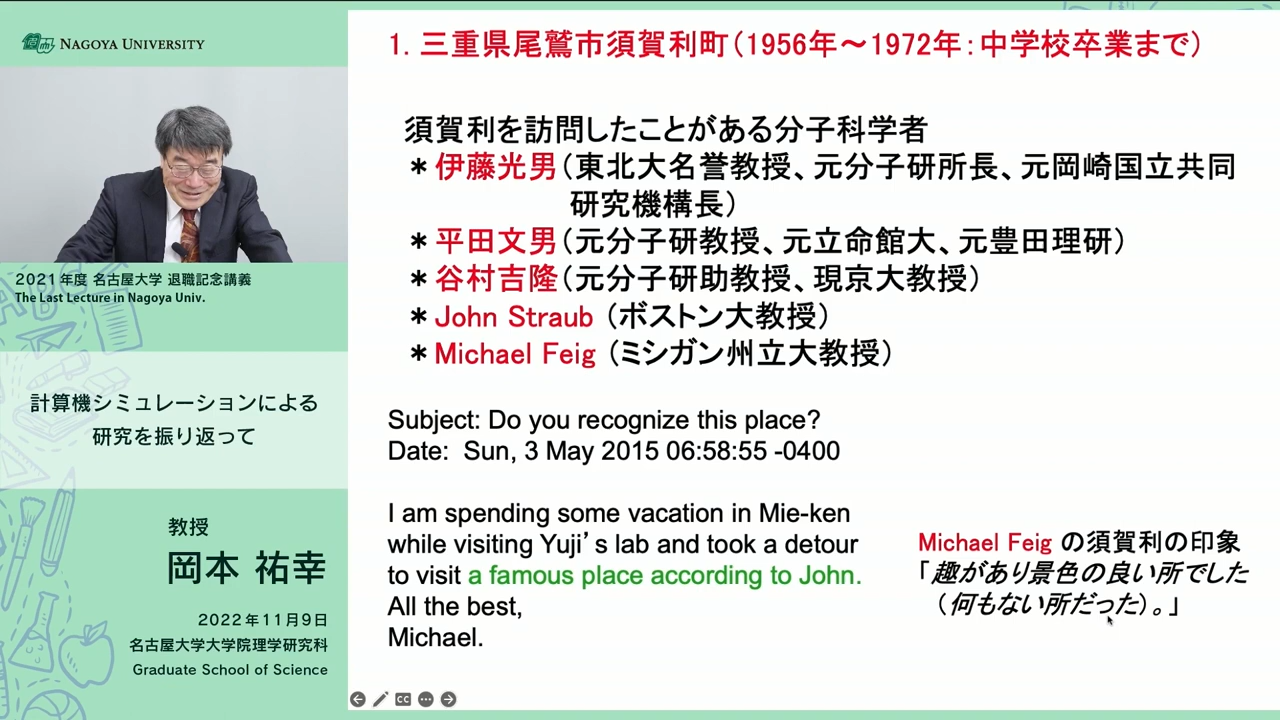 NAGOYA UNIVERSITY
2021年度 名古屋大学 退職記念講義
The Last Lecture in Nagoya Univ.
計算機シミュレーションによる
研究を振り返って
教授
岡本 祐幸
2022年11月9日
名古屋大学大学院理学研究科
Graduate School of Science
1. 三重県尾鷲市須賀利町(1956年〜1972年:中学校卒業まで)
須賀利を訪問したことがある分子科学者
*伊藤光男(東北大名誉教授、元分子研所長、元岡崎国立共同
研究機構長)
*平田文男(元分子研教授、元立命館大、元豊田理研)
*谷村吉隆(元分子研助教授、現京大教授)
*John Straub (ボストン大教授)
*Michael Feig (ミシガン州立大教授)
Subject: Do you recognize this place?
Date: Sun, 3 May 2015 06:58:55 -0400
I am spending some vacation in Mie-ken
while visiting Yuji's lab and took a detour
to visit a famous place according to John.
All the best,
Michael.
Michael Feig の須賀利の印象
「趣があり景色の良い所でした
(何もない所だった)。」
CC